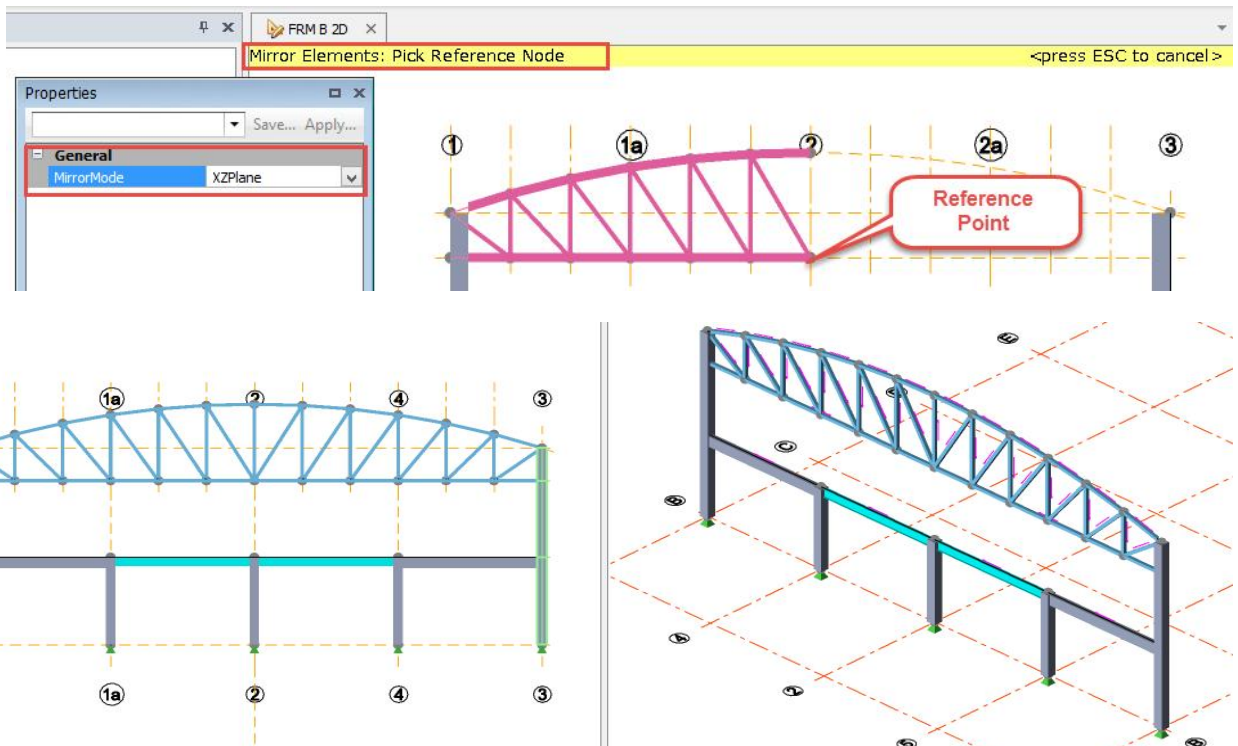 FRM B 2D
Mirror Elements: Pick Reference Node <press ESC to cancel>
Properties
Save... Apply...
General
MirrorMode XZPlane
1 1a 2 2a 3
Reference
Point
1a 2 4 3
1a 2 4 3
E
C
B
A
2
B